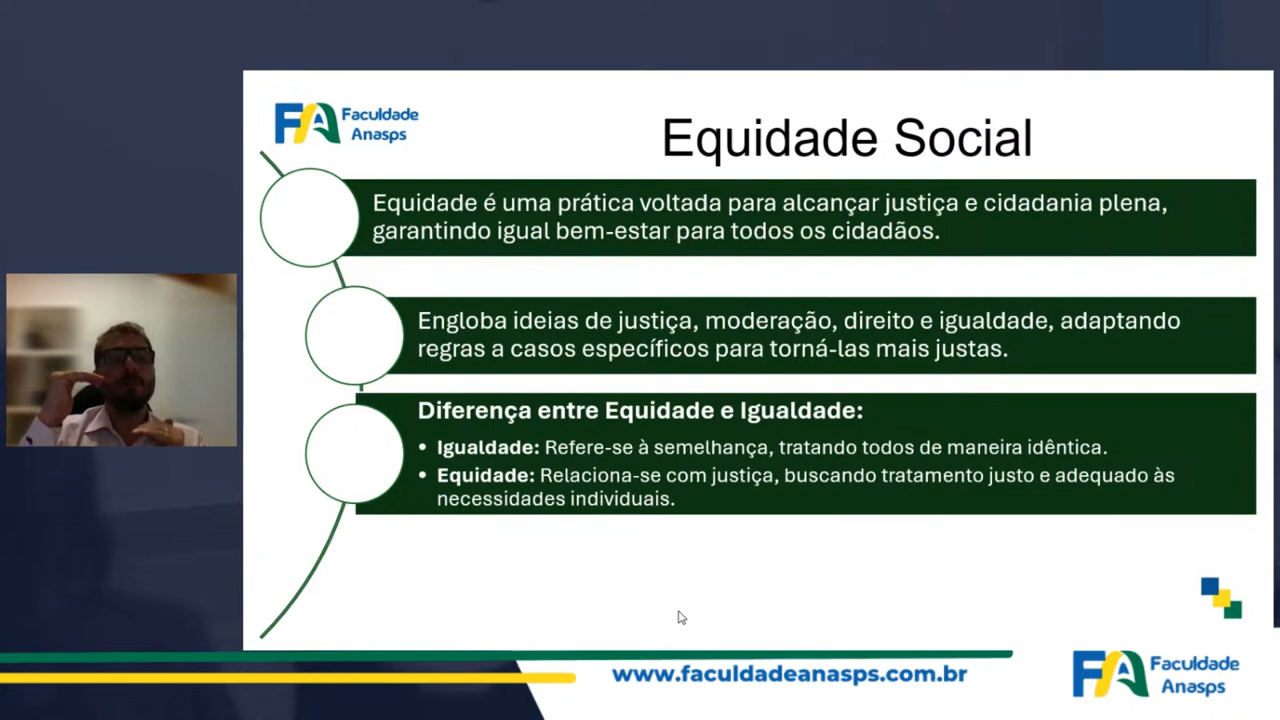 FA Faculdade
Anasps
Equidade Social
Equidade é uma prática voltada para alcançar justiça e cidadania plena,
garantindo igual bem-estar para todos os cidadãos.
Engloba ideias de justiça, moderação, direito e igualdade, adaptando
regras a casos específicos para torná-las mais justas.
Diferença entre Equidade e Igualdade:
• Igualdade: Refere-se à semelhança, tratando todos de maneira idêntica.
• Equidade: Relaciona-se com justiça, buscando tratamento justo e adequado às
necessidades individuais.
www.faculdadeanasps.com.br
FA Faculdade
Anasps